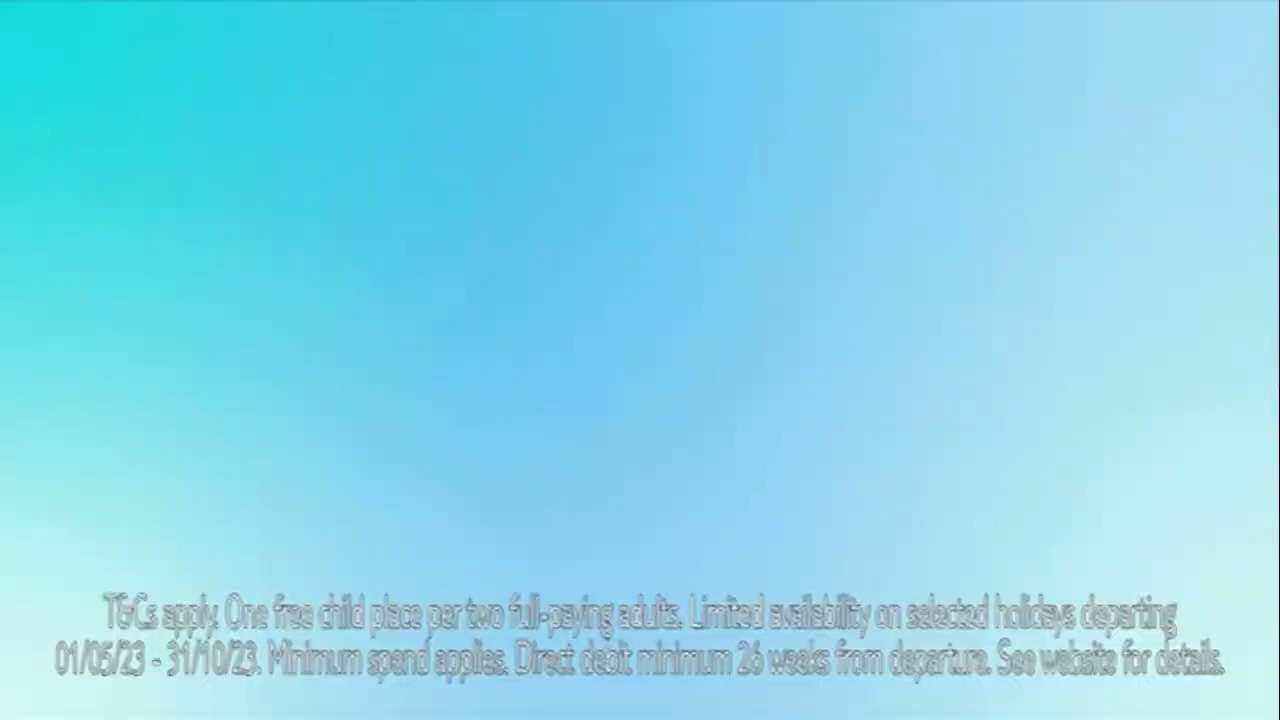 T&Cs apply. One free child place per two full-paying adults. Limited availability on selected holidays departing
01/05/23 - 31/10/23. Minimum spend applies. Direct debit minimum 26 weeks from departure. See website for details.